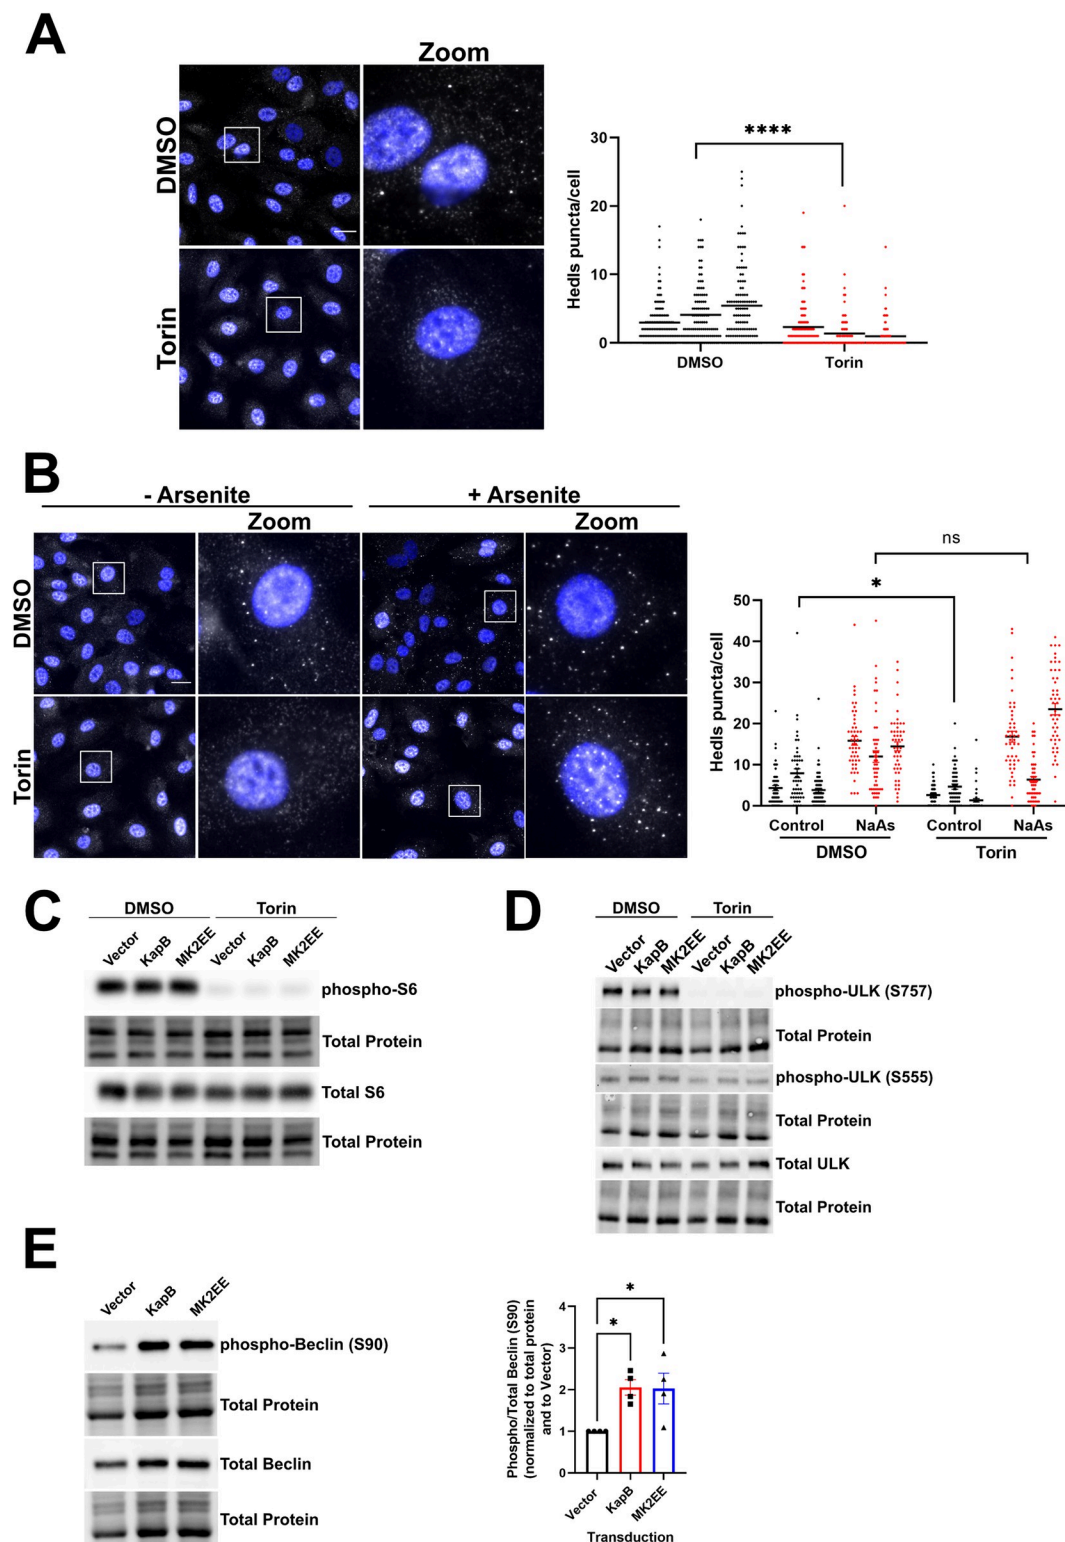 A
Zoom
DMSO
Torin
****
Hedls puncta/cell
30
20
10
0
DMSO Torin
B
- Arsenite + Arsenite
Zoom Zoom
DMSO
Torin
ns
*
Hedls puncta/cell
50
40
30
20
10
0
Control NaAs Control NaAs
DMSO Torin
C
DMSO Torin
Vector KapB MK2EE Vector KapB MK2EE
phospho-S6
Total Protein
Total S6
Total Protein
D
DMSO Torin
Vector KapB MK2EE Vector KapB MK2EE
phospho-ULK (S757)
Total Protein
phospho-ULK (S555)
Total Protein
Total ULK
Total Protein
E
Vector KapB MK2EE
phospho-Beclin (S90)
Total Protein
Total Beclin
Total Protein
Phospho/Total Beclin (S90)
(normalized to total protein
and to Vector)
4
3
2
1
0
*
*
Vector KapB MK2EE
Transduction